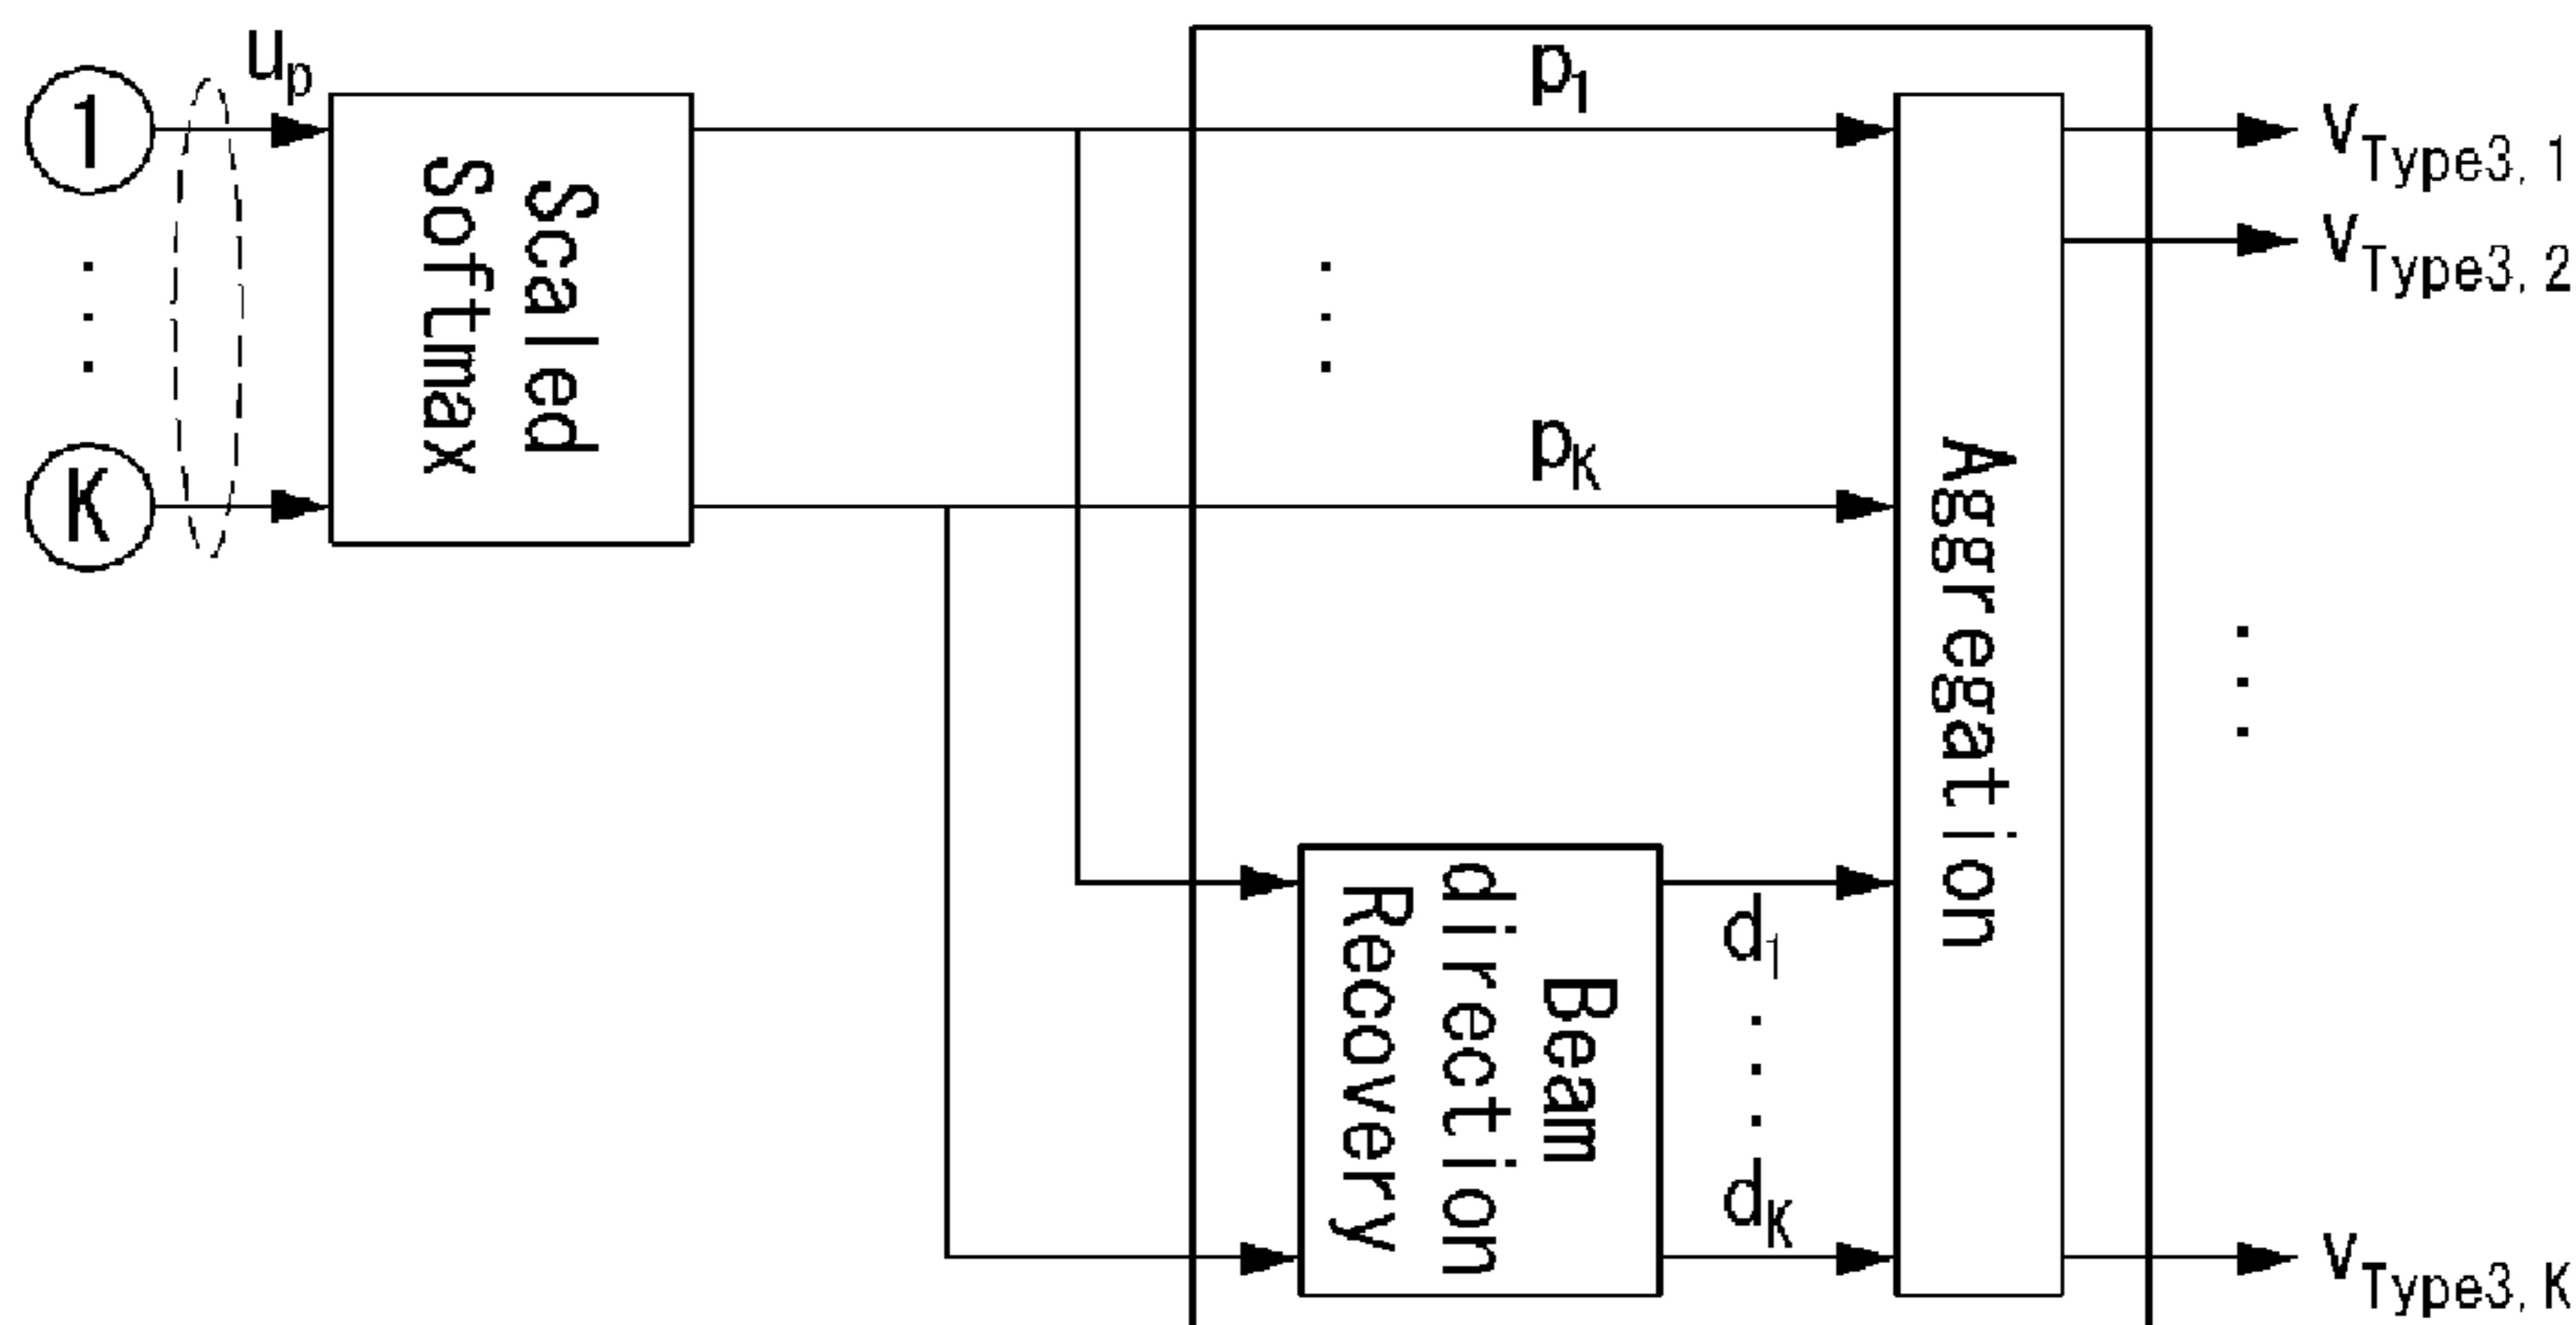 1
u_p
K
Scaled
Softmax
p_1
p_K
Beam
direction
Recovery
d_1
d_K
Aggregation
v_Type3, 1
v_Type3, 2
v_Type3, K